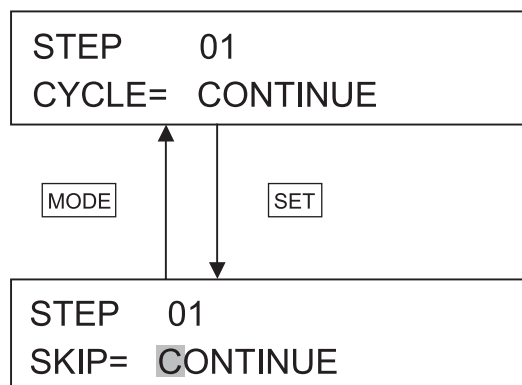 STEP 01
CYCLE= CONTINUE
MODE SET
STEP 01
SKIP= CONTINUE